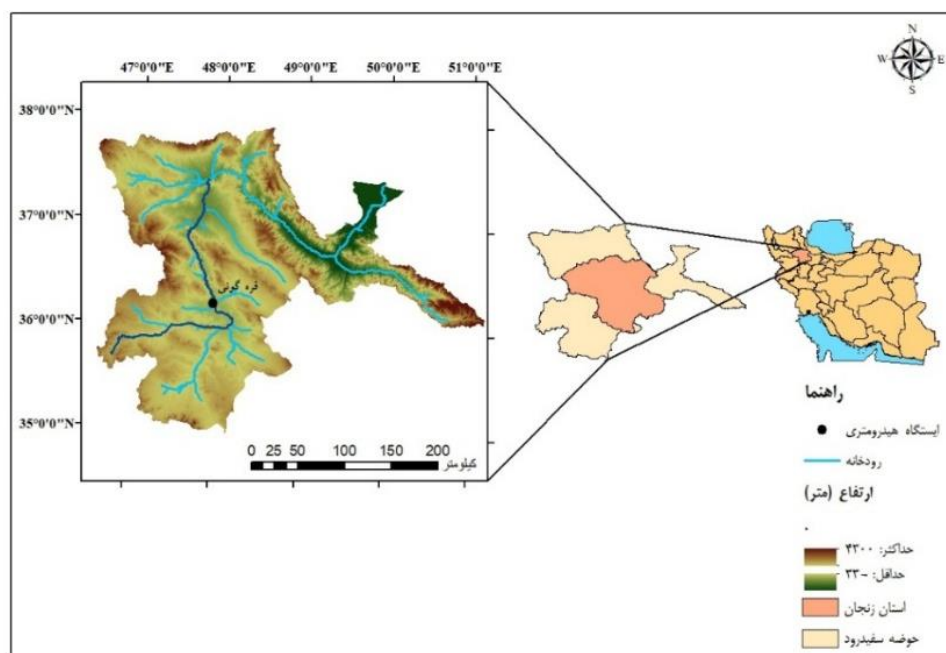 N
W E
S
47°0'0"E 48°0'0"E 49°0'0"E 50°0'0"E 51°0'0"E
38°0'0"N
37°0'0"N
36°0'0"N
35°0'0"N
قره گونی
0 25 50 100 150 200
کیلومتر
راهنما
ایستگاه هیدرومتری
رودخانه
ارتفاع (متر)
حداکثر: ۴۳۰۰
حداقل: ۳۳-
استان زنجان
حوضه سفیدرود